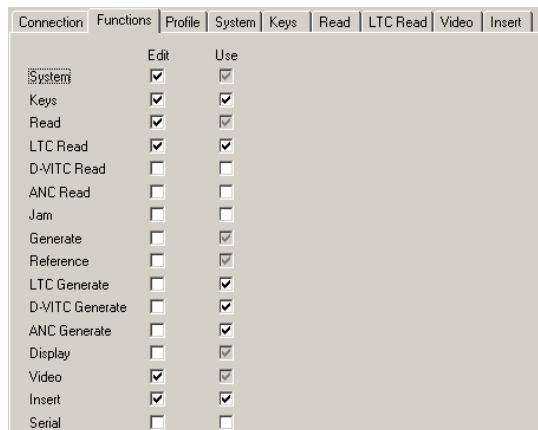 Connection Functions Profile System Keys Read LTC Read Video Insert
Edit Use
System
Keys
Read
LTC Read
D-VITC Read
ANC Read
Jam
Generate
Reference
LTC Generate
D-VITC Generate
ANC Generate
Display
Video
Insert
Serial